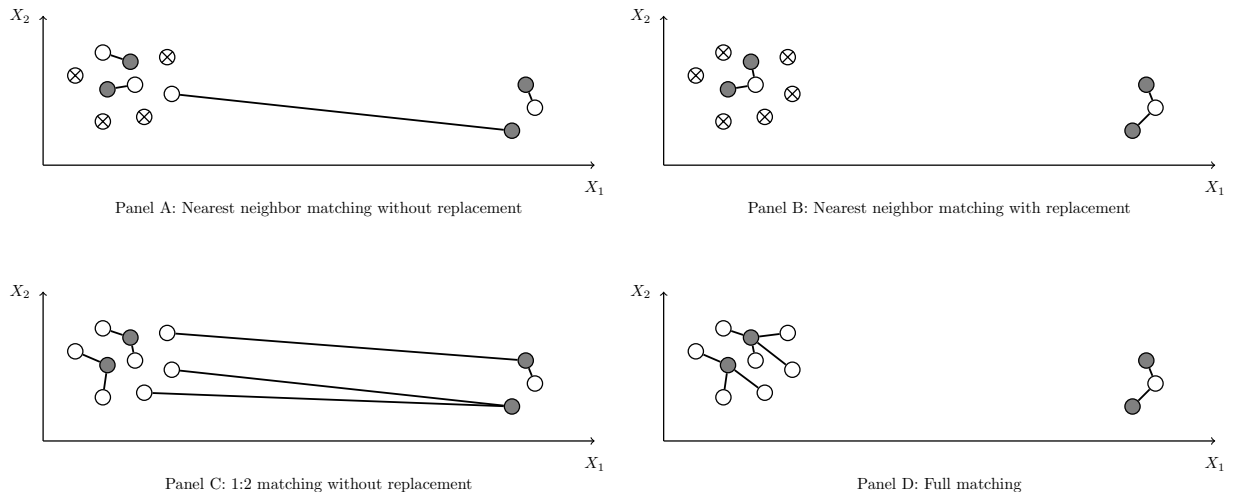 X₂
X₁
Panel A: Nearest neighbor matching without replacement
X₂
X₁
Panel B: Nearest neighbor matching with replacement
X₂
X₁
Panel C: 1:2 matching without replacement
X₂
X₁
Panel D: Full matching